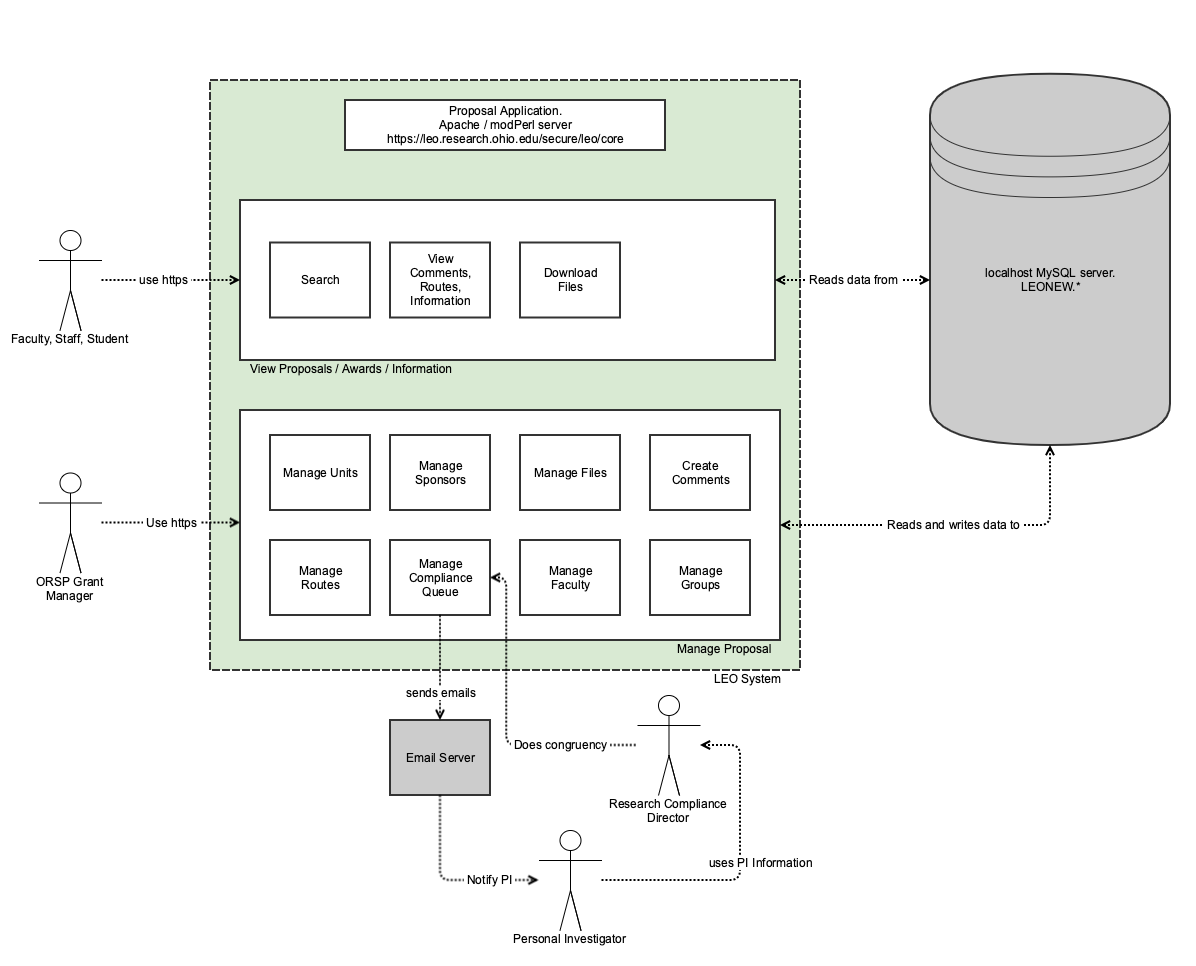 Proposal Application.
Apache / modPerl server
https://leo.research.ohio.edu/secure/leo/core
Search
View
Comments,
Routes,
Information
Download
Files
use https
Faculty, Staff, Student
Reads data from
localhost MySQL server.
LEONEW.*
View Proposals / Awards / Information
Manage Units
Manage
Sponsors
Manage Files
Create
Comments
Use https
ORSP Grant
Manager
Reads and writes data to
Manage
Routes
Manage
Compliance
Queue
Manage
Faculty
Manage
Groups
Manage Proposal
LEO System
sends emails
Email Server
Does congruency
Research Compliance
Director
uses PI Information
Notify PI
Personal Investigator